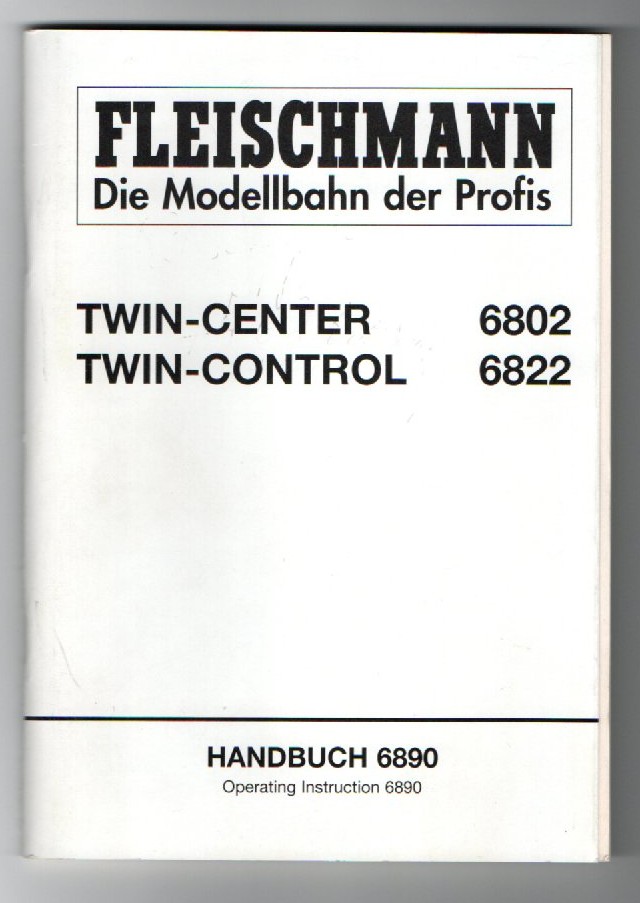 FLEISCHMANN
Die Modellbahn der Profis
TWIN-CENTER 6802
TWIN-CONTROL 6822
HANDBUCH 6890
Operating Instruction 6890